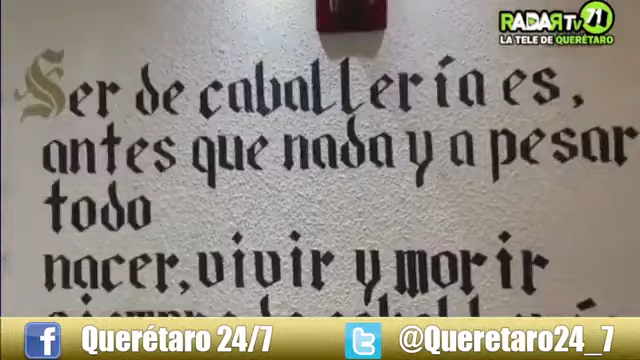 RADAR TV 71
LA TELE DE QUERÉTARO
Ser de caballería es,
antes que nada y a pesar
todo
nacer, vivir y morir
Querétaro 24/7
@Queretaro24_7